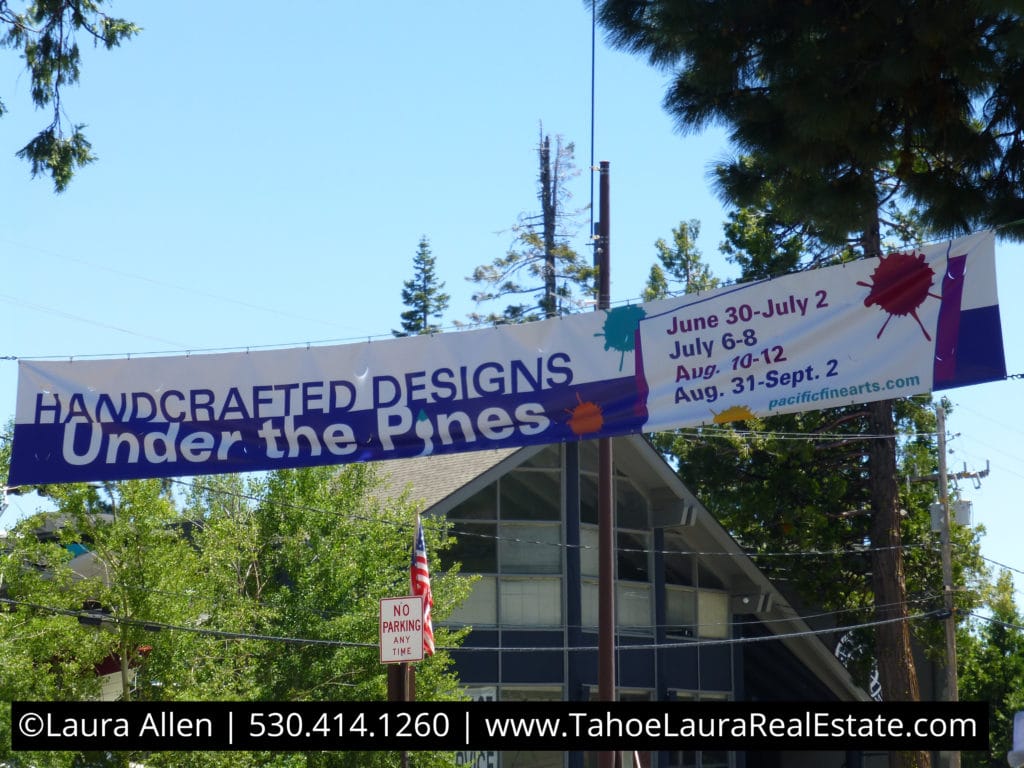 HANDCRAFTED DESIGNS
Under the Pines
June 30-July 2
July 6-8
Aug. 10-12
Aug. 31-Sept. 2
pacificfinearts.com
NO
PARKING
ANY
TIME
©Laura Allen | 530.414.1260 | www.TahoeLauraRealEstate.com